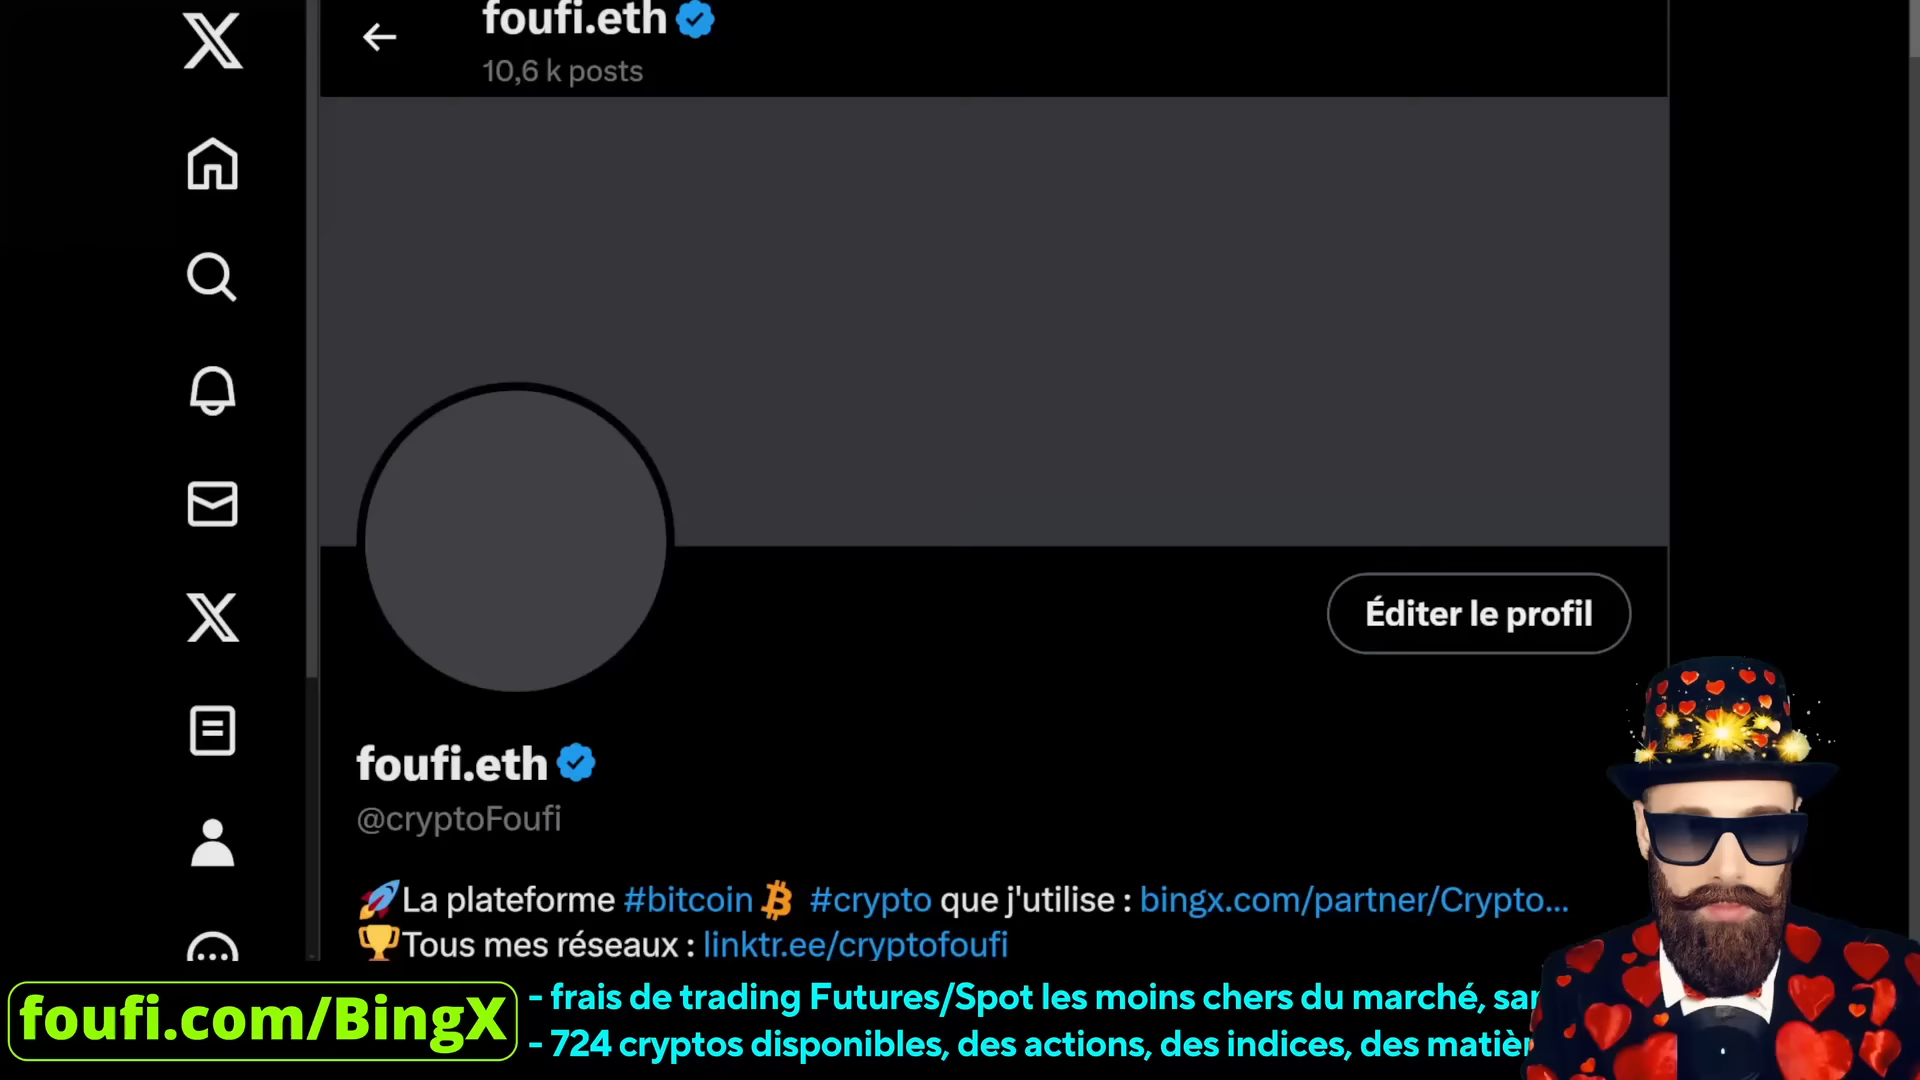 foufi.eth
10,6 k posts
Éditer le profil
foufi.eth
@cryptoFoufi
🚀La plateforme #bitcoin #crypto que j'utilise : bingx.com/partner/Crypto...
🏆Tous mes réseaux : linktr.ee/cryptofoufi
foufi.com/BingX
- frais de trading Futures/Spot les moins chers du marché,
- 724 cryptos disponibles, des actions, des indices, des